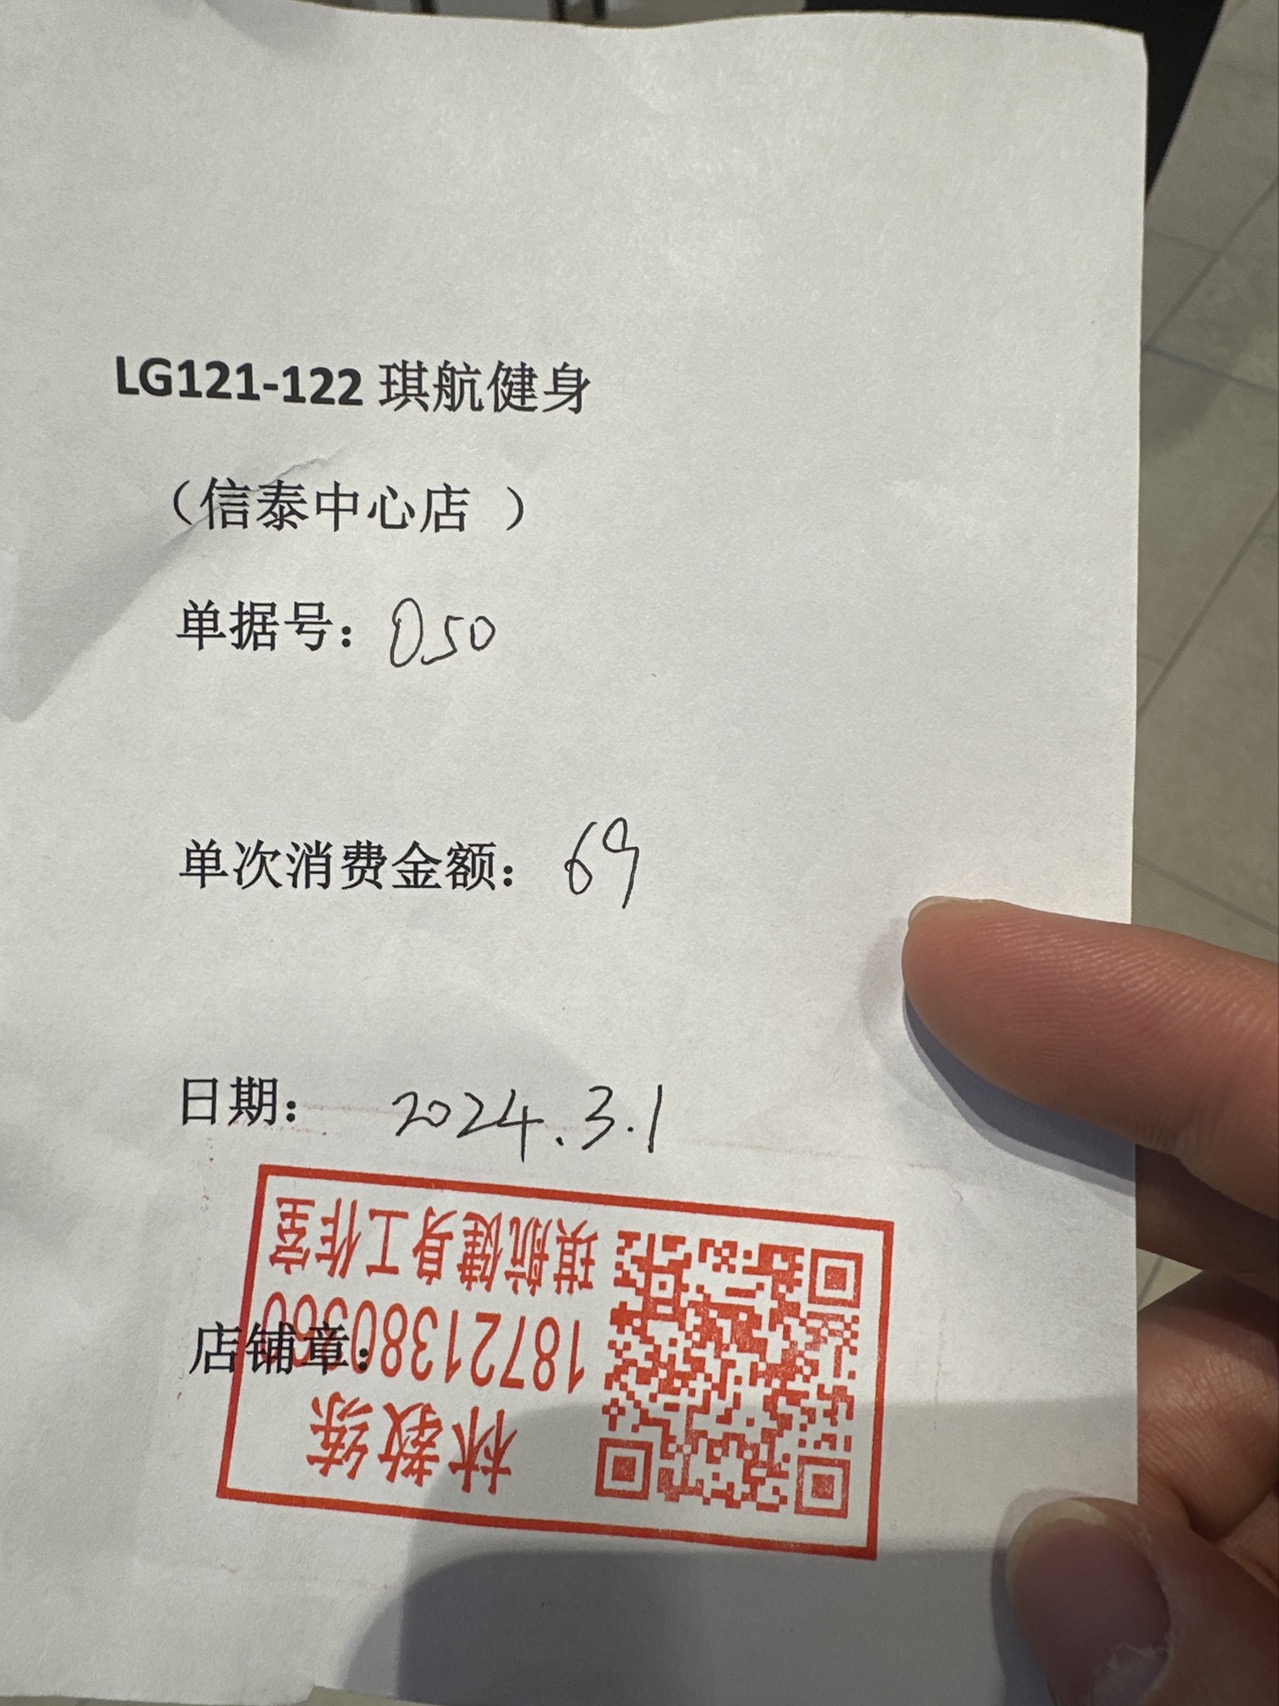 LG121-122 琪航健身
（信泰中心店 ）
单据号：050
单次消费金额：69
日期： 2024.3.1
店铺章：
琪航健身工作室
林教练